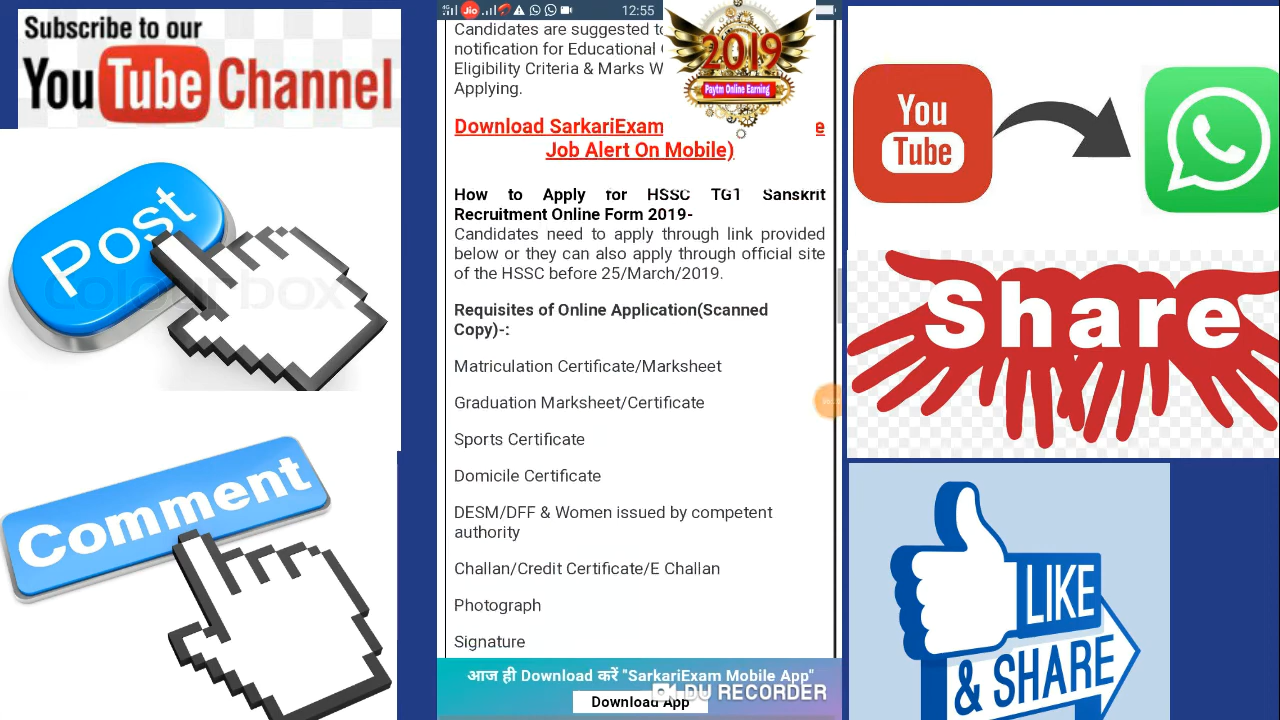 Subscribe to our
You Tube Channel
Post
Colourbox
Comment
Jio
12:55
Candidates are suggested to
notification for Educational
Eligibility Criteria & Marks W
Applying.
2019
Paytm Online Earning
Download SarkariExam e
Job Alert On Mobile)
How to Apply for HSSC TG1 Sanskrit
Recruitment Online Form 2019-
Candidates need to apply through link provided
below or they can also apply through official site
of the HSSC before 25/March/2019.
Requisites of Online Application(Scanned
Copy)-:
Matriculation Certificate/Marksheet
Graduation Marksheet/Certificate
Sports Certificate
Domicile Certificate
DESM/DFF & Women issued by competent
authority
Challan/Credit Certificate/E Challan
Photograph
Signature
आज ही Download करें "SarkariExam Mobile App"
DU RECORDER
Download App
You
Tube
Share
LIKE
& SHARE